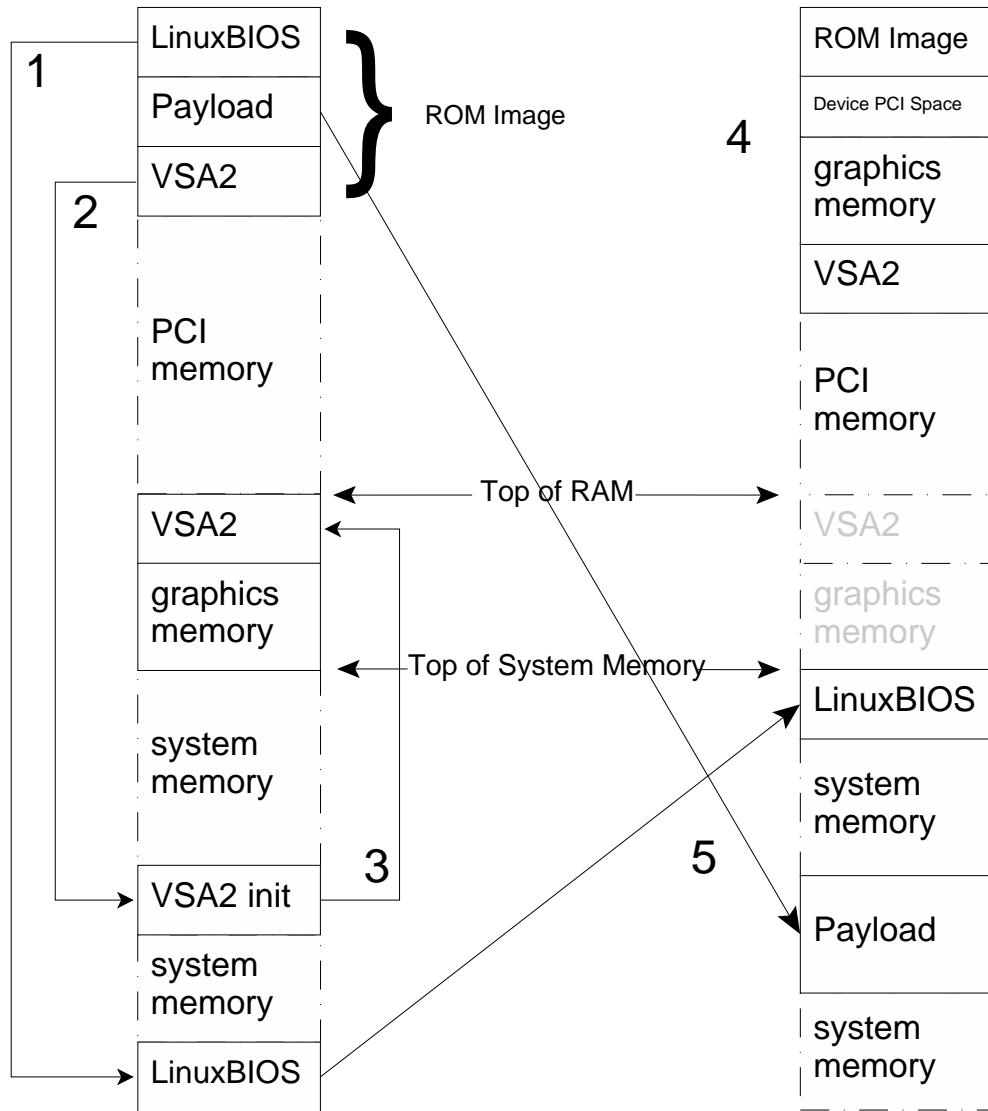 1
LinuxBIOS
Payload
VSA2
ROM Image
2
PCI
memory
Top of RAM
VSA2
graphics
memory
Top of System Memory
system
memory
3
VSA2 init
system
memory
LinuxBIOS
4
ROM Image
Device PCI Space
graphics
memory
VSA2
PCI
memory
VSA2
graphics
memory
LinuxBIOS
system
memory
5
Payload
system
memory